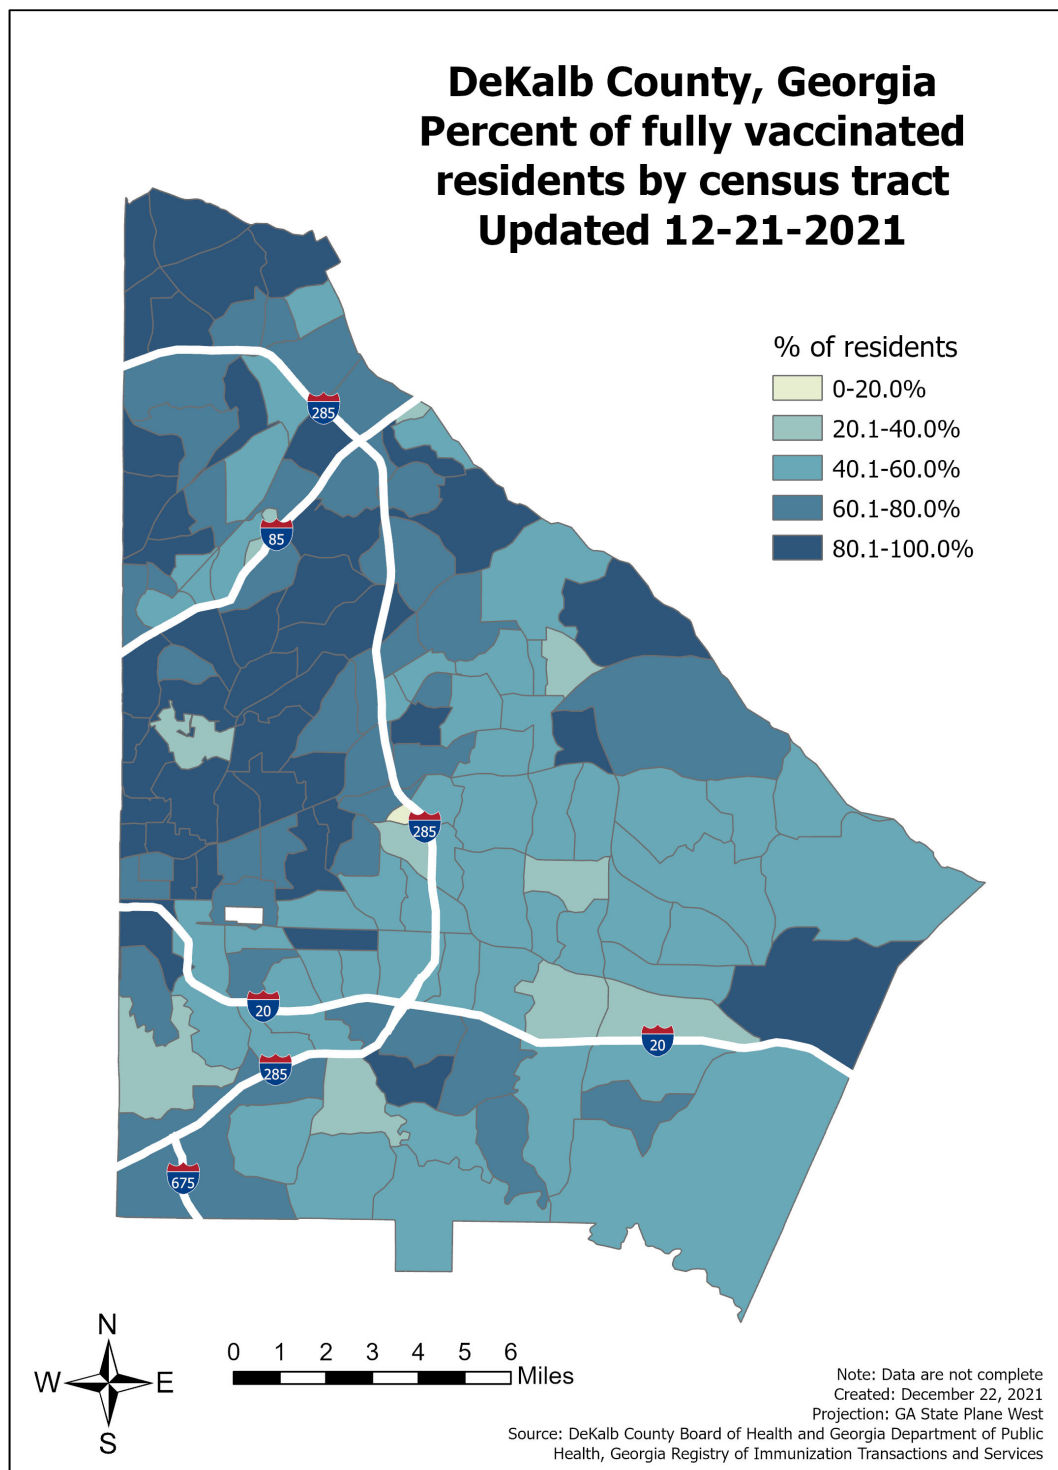 DeKalb County, Georgia
Percent of fully vaccinated
residents by census tract
Updated 12-21-2021
% of residents
0-20.0%
20.1-40.0%
40.1-60.0%
60.1-80.0%
80.1-100.0%
285
85
285
20
20
285
675
N
W E
S
0 1 2 3 4 5 6
Miles
Note: Data are not complete
Created: December 22, 2021
Projection: GA State Plane West
Source: DeKalb County Board of Health and Georgia Department of Public
Health, Georgia Registry of Immunization Transactions and Services